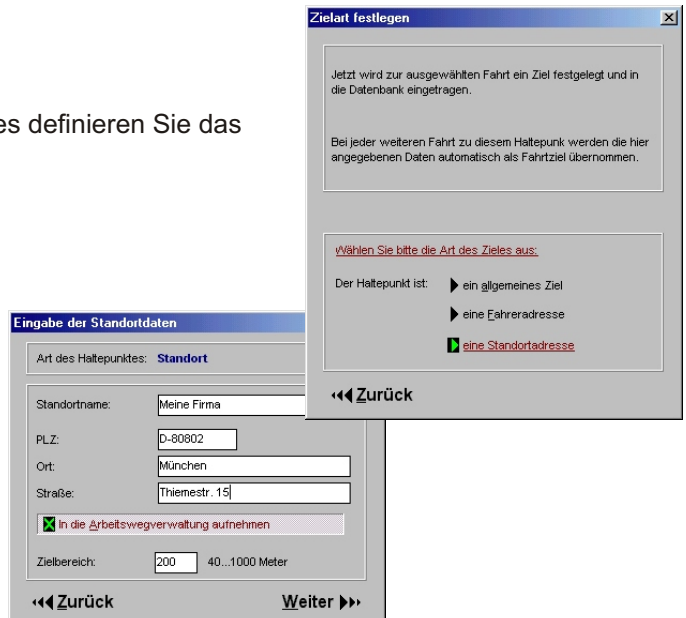 es definieren Sie das
Zielart festlegen
Jetzt wird zur ausgewählten Fahrt ein Ziel festgelegt und in
die Datenbank eingetragen.
Bei jeder weiteren Fahrt zu diesem Haltepunk werden die hier
angegebenen Daten automatisch als Fahrtziel übernommen.
Wählen Sie bitte die Art des Zieles aus:
Der Haltepunkt ist: ein allgemeines Ziel
eine Fahreradresse
eine Standortadresse
Zurück
Eingabe der Standortdaten
Art des Haltepunktes: Standort
Standortname: Meine Firma
PLZ: D-80802
Ort: München
Straße: Thiemestr. 15
In die Arbeitswegverwaltung aufnehmen
Zielbereich: 200 40...1000 Meter
Zurück Weiter